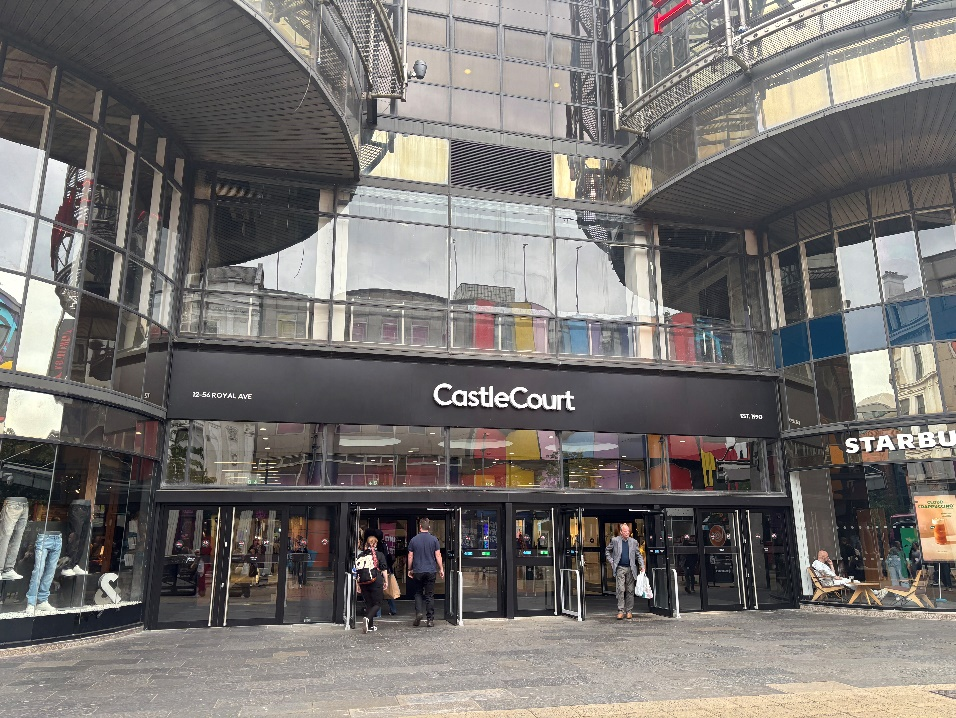 CastleCourt
12-56 ROYAL AVE
EST. 1990
STARBU
S